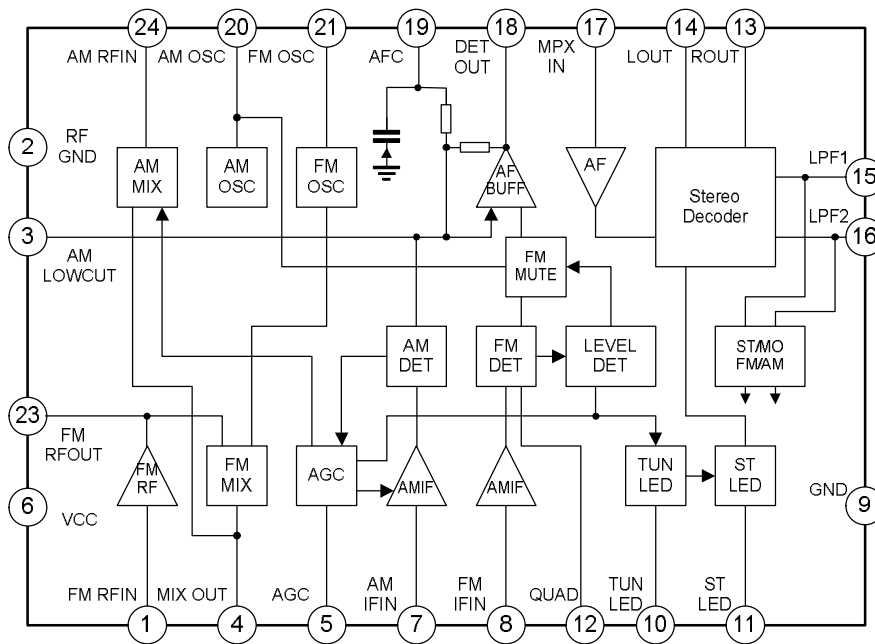 24 20 21 19 18 17 14 13
AM RFIN AM OSC FM OSC AFC DET OUT MPX IN LOUT ROUT
2 RF GND
AM MIX
AM OSC
FM OSC
AF BUFF
AF
Stereo Decoder
LPF1
15
LPF2
16
3
AM LOWCUT
FM MUTE
AM DET
FM DET
LEVEL DET
ST/MO FM/AM
23
FM RFOUT
FM RF
FM MIX
AGC
AMIF
AMIF
TUN LED
ST LED
6
VCC
GND
9
FM RFIN MIX OUT AGC AM IFIN FM IFIN QUAD TUN LED ST LED
1 4 5 7 8 12 10 11